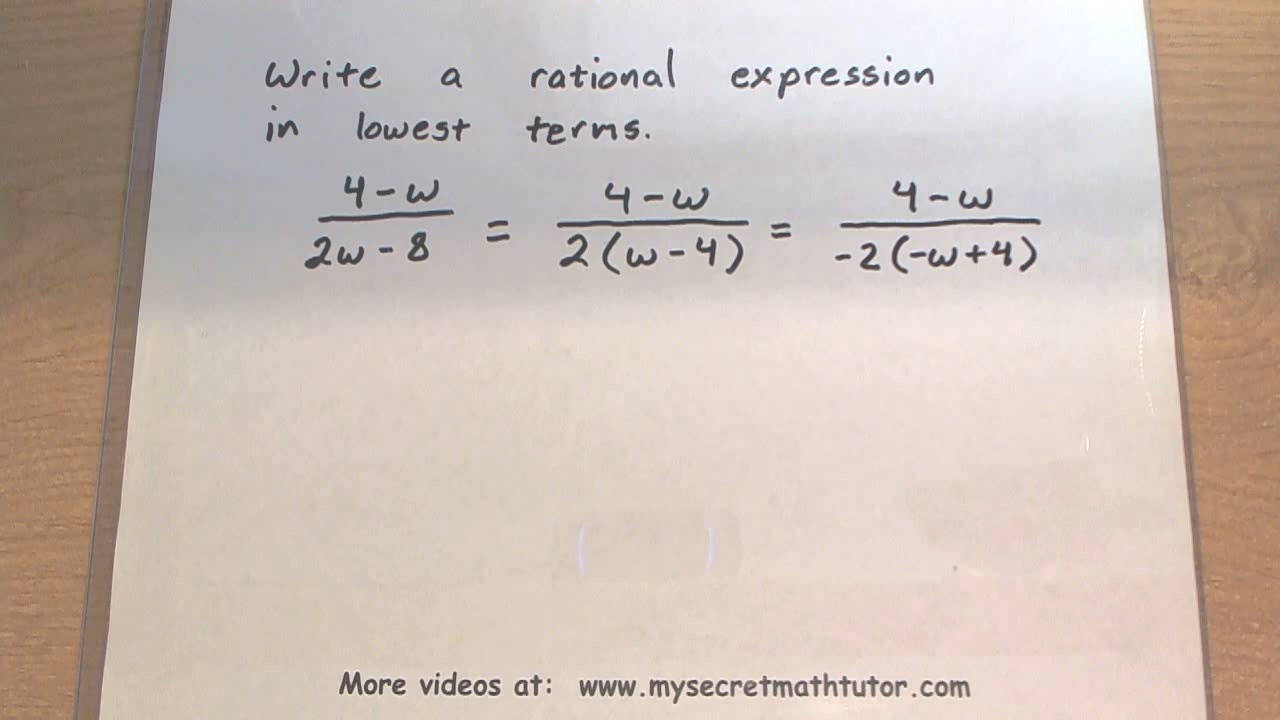 Write a rational expression
in lowest terms.
4-w / 2w-8 = 4-w / 2(w-4) = 4-w / -2(-w+4)
More videos at: www.mysecretmathtutor.com